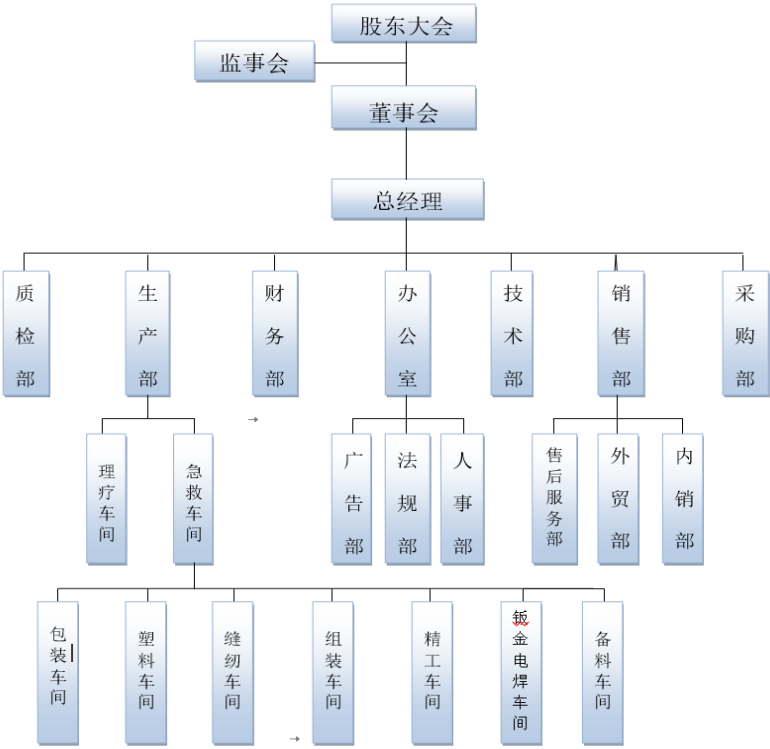 股东大会
监事会
董事会
总经理
质检部
生产部
财务部
办公室
技术部
销售部
采购部
理疗车间
急救车间
广告部
法规部
人事部
售后服务部
外贸部
内销部
包装车间
塑料车间
缝纫车间
组装车间
精工车间
钣金电焊车间
备料车间